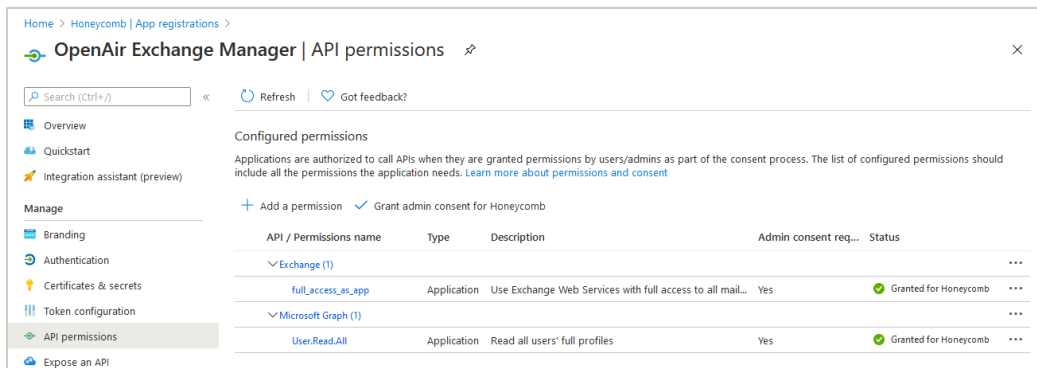 Home > Honeycomb | App registrations >
OpenAir Exchange Manager | API permissions
Search (Ctrl+/)
«
Refresh
Got feedback?
Overview
Quickstart
Integration assistant (preview)
Manage
Branding
Authentication
Certificates & secrets
Token configuration
API permissions
Expose an API
Configured permissions
Applications are authorized to call APIs when they are granted permissions by users/admins as part of the consent process. The list of configured permissions should
include all the permissions the application needs. Learn more about permissions and consent
Add a permission Grant admin consent for Honeycomb
API / Permissions name Type Description Admin consent req... Status
Exchange (1) ...
full_access_as_app Application Use Exchange Web Services with full access to all mail... Yes Granted for Honeycomb ...
Microsoft Graph (1) ...
User.Read.All Application Read all users' full profiles Yes Granted for Honeycomb ...